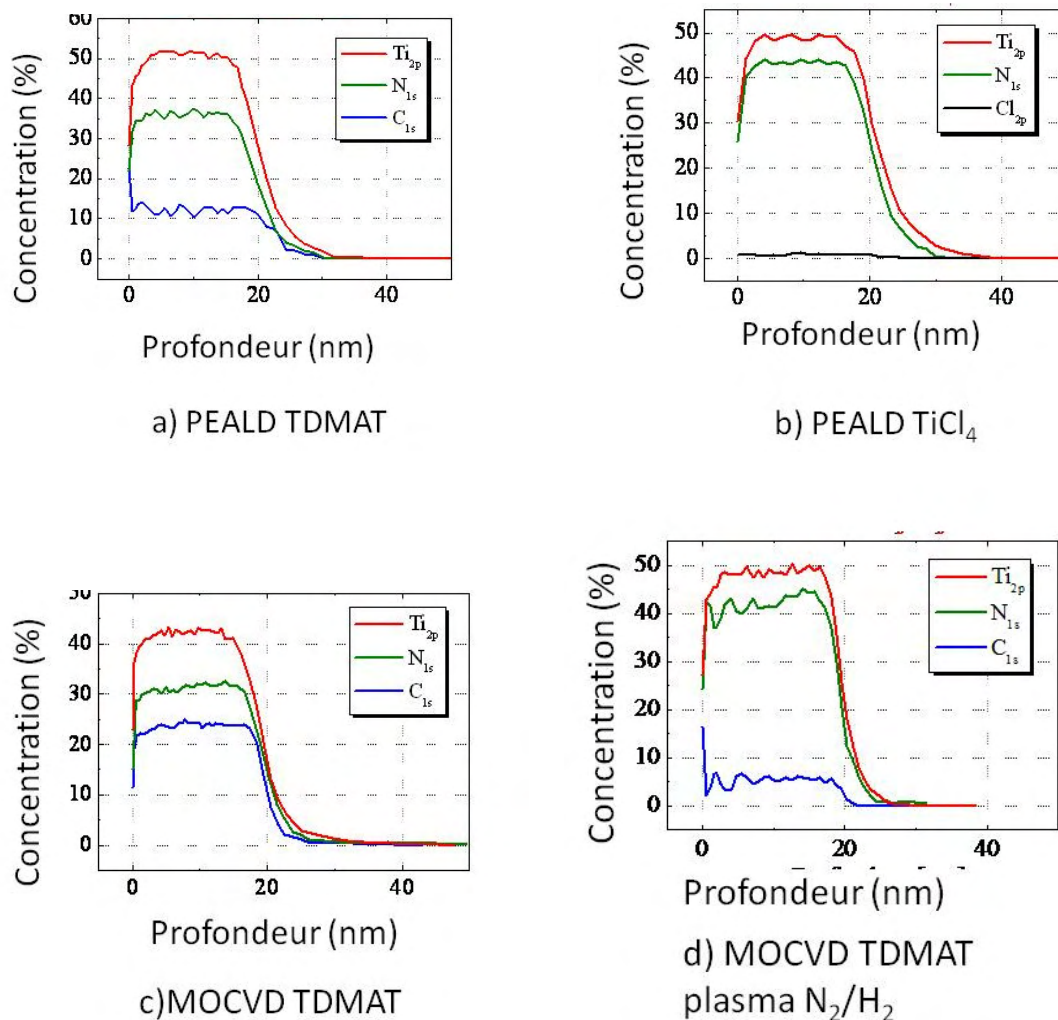 Concentration (%)
60
50
40
30
20
10
0
Ti2p
N1s
C1s
0
20
40
Profondeur (nm)
a) PEALD TDMAT
Concentration (%)
50
40
30
20
10
0
Ti2p
N1s
Cl2p
0
20
40
Profondeur (nm)
b) PEALD TiCl4
Concentration (%)
50
40
30
20
10
0
Ti2p
N1s
C1s
0
20
40
Profondeur (nm)
c)MOCVD TDMAT
Concentration (%)
50
40
30
20
10
0
Ti2p
N1s
C1s
0
20
40
Profondeur (nm)
d) MOCVD TDMAT
plasma N2/H2